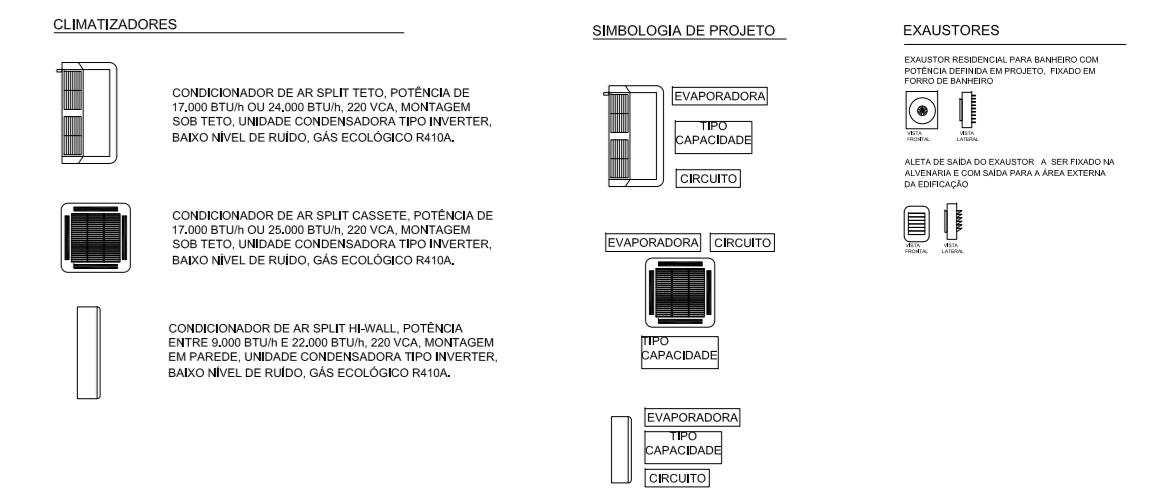 CLIMATIZADORES
CONDICIONADOR DE AR SPLIT TETO, POTÊNCIA DE
17.000 BTU/h OU 24.000 BTU/h, 220 VCA, MONTAGEM
SOB TETO, UNIDADE CONDENSADORA TIPO INVERTER,
BAIXO NÍVEL DE RUÍDO, GÁS ECOLÓGICO R410A.
CONDICIONADOR DE AR SPLIT CASSETE, POTÊNCIA DE
17.000 BTU/h OU 25.000 BTU/h, 220 VCA, MONTAGEM
SOB TETO, UNIDADE CONDENSADORA TIPO INVERTER,
BAIXO NÍVEL DE RUÍDO, GÁS ECOLÓGICO R410A.
CONDICIONADOR DE AR SPLIT HI-WALL, POTÊNCIA
ENTRE 9.000 BTU/h E 22.000 BTU/h, 220 VCA, MONTAGEM
EM PAREDE, UNIDADE CONDENSADORA TIPO INVERTER,
BAIXO NÍVEL DE RUÍDO, GÁS ECOLÓGICO R410A.
SIMBOLOGIA DE PROJETO
EVAPORADORA
TIPO
CAPACIDADE
CIRCUITO
EVAPORADORA
CIRCUITO
TIPO
CAPACIDADE
EVAPORADORA
TIPO
CAPACIDADE
CIRCUITO
EXAUSTORES
EXAUSTOR RESIDENCIAL PARA BANHEIRO COM
POTÊNCIA DEFINIDA EM PROJETO, FIXADO EM
FORRO DE BANHEIRO
VISTA
FRONTAL
VISTA
LATERAL
ALETA DE SAÍDA DO EXAUSTOR A SER FIXADO NA
ALVENARIA E COM SAÍDA PARA A ÁREA EXTERNA
DA EDIFICAÇÃO
VISTA
FRONTAL
VISTA
LATERAL